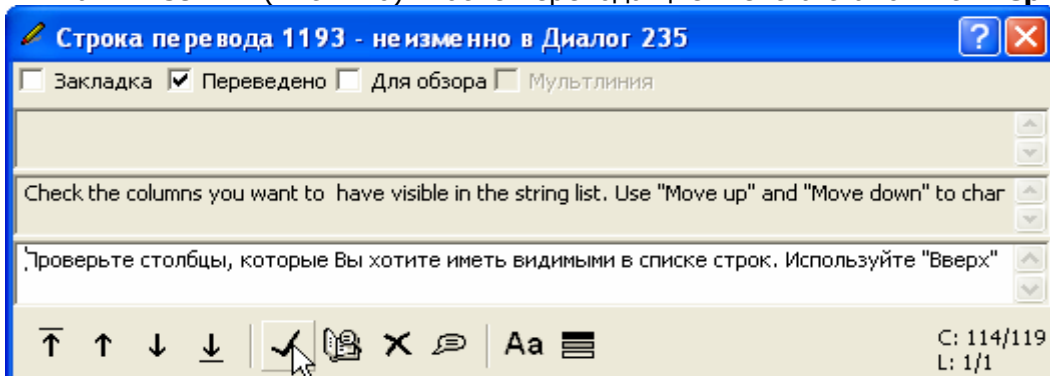 Строка перевода 1193 - неизменно в Диалог 235
Закладка Переведено Для обзора Мультлиния
Check the columns you want to have visible in the string list. Use "Move up" and "Move down" to char
Проверьте столбцы, которые Вы хотите иметь видимыми в списке строк. Используйте "Вверх"
Aa C: 114/119
L: 1/1